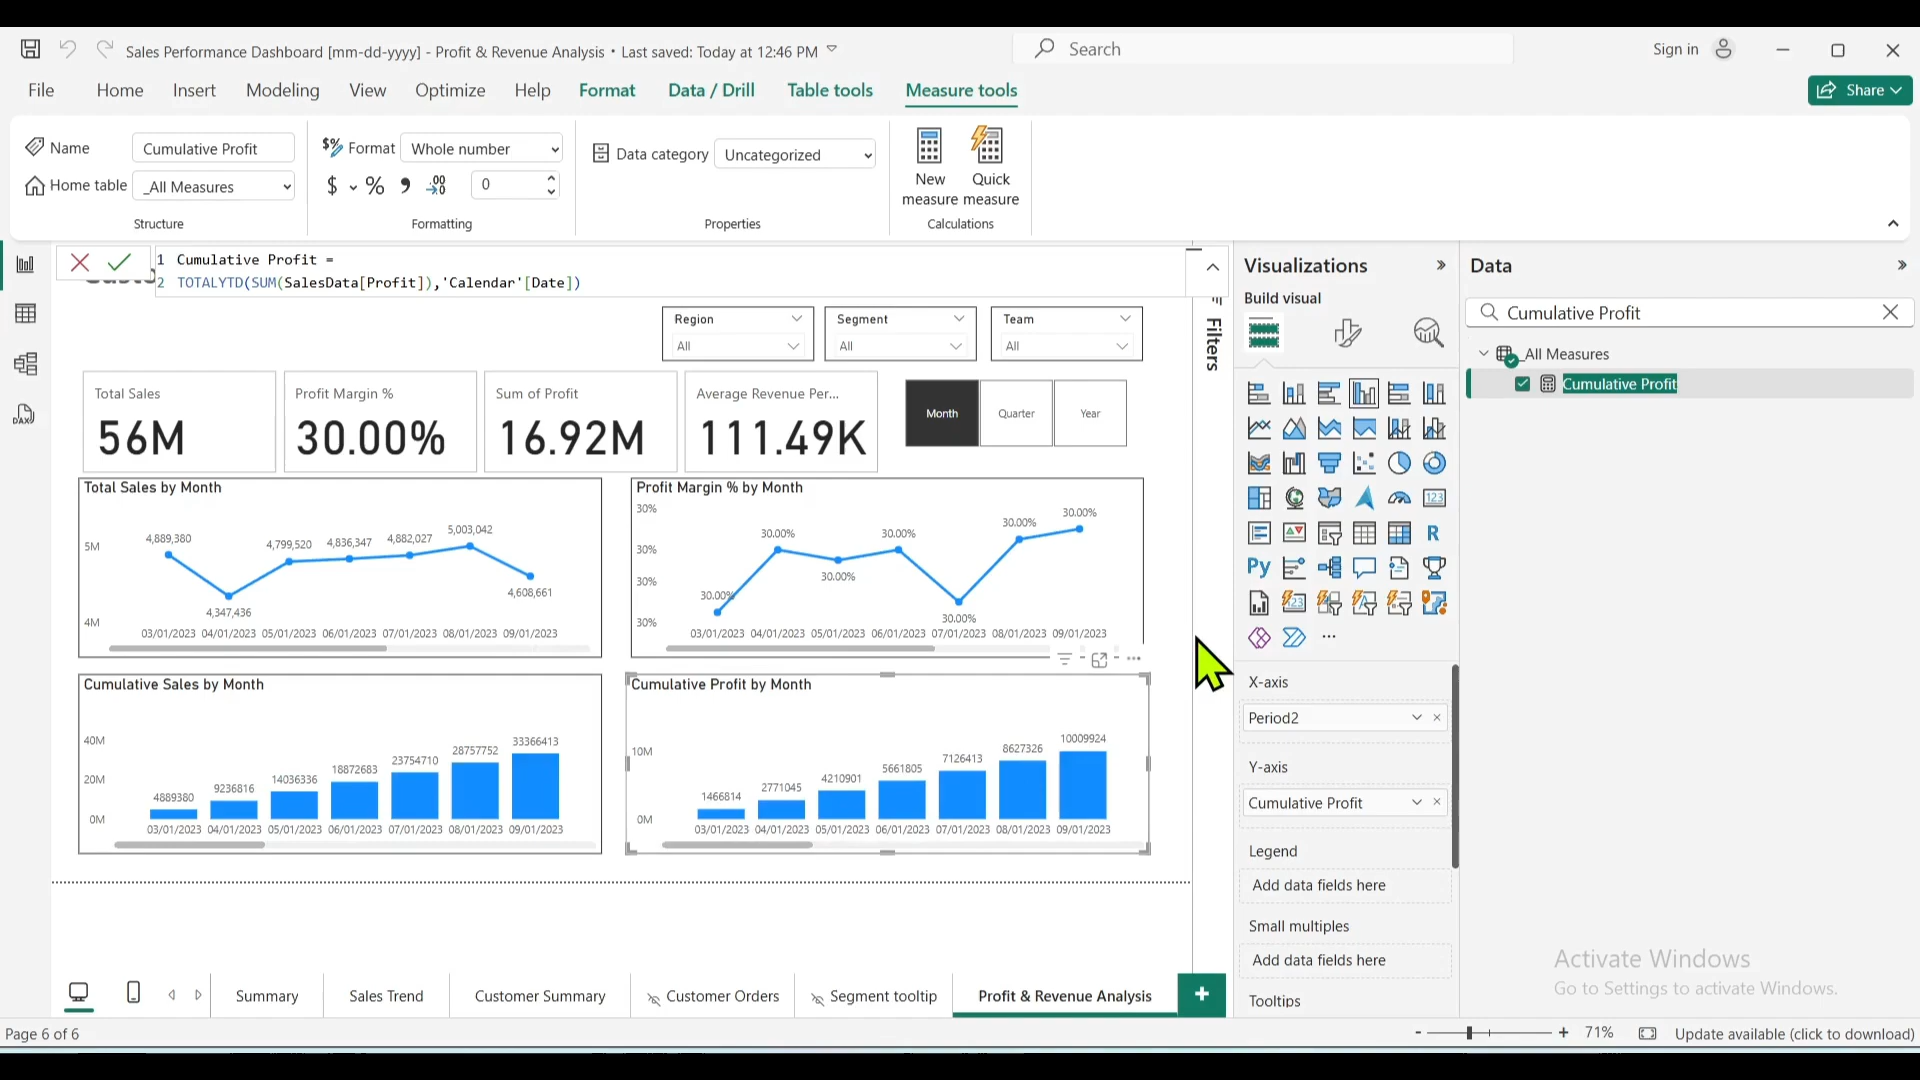 Sales Performance Dashboard [mm-dd-yyyy] - Profit & Revenue Analysis • Last saved: Today at 12:46 PM
Search
Sign in
File Home Insert Modeling View Optimize Help Format Data / Drill Table tools Measure tools
Share
Name Cumulative Profit
Home table _All Measures
Structure
$% Format Whole number
$ % 9 .00 0
Formatting
Data category Uncategorized
Properties
New measure
Quick measure
Calculations
1 Cumulative Profit =
2 TOTALYTD(SUM(SalesData[Profit]),'Calendar'[Date])
Region
All
Segment
All
Team
All
Total Sales
56M
Profit Margin %
30.00%
Sum of Profit
16.92M
Average Revenue Per...
111.49K
Month Quarter Year
Total Sales by Month
5M
4M
4,889,380
4,347,436
4,799,520
4,836,347
4,882,027
5,003,042
4,608,661
03/01/2023 04/01/2023 05/01/2023 06/01/2023 07/01/2023 08/01/2023 09/01/2023
Profit Margin % by Month
30%
30%
30%
30%
30.00%
30.00%
30.00%
30.00%
30.00%
30.00%
30.00%
03/01/2023 04/01/2023 05/01/2023 06/01/2023 07/01/2023 08/01/2023 09/01/2023
Cumulative Sales by Month
40M
20M
0M
4889380
9236816
14036336
18872683
23754710
28757752
33366413
03/01/2023 04/01/2023 05/01/2023 06/01/2023 07/01/2023 08/01/2023 09/01/2023
Cumulative Profit by Month
10M
0M
1466814
2771045
4210901
5661805
7126413
8627326
10009924
03/01/2023 04/01/2023 05/01/2023 06/01/2023 07/01/2023 08/01/2023 09/01/2023
Filters
Visualizations
Build visual
123
R
Py
123
X-axis
Period2
Y-axis
Cumulative Profit
Legend
Add data fields here
Small multiples
Add data fields here
Tooltips
Data
Cumulative Profit
_All Measures
Cumulative Profit
DAX
Activate Windows
Go to Settings to activate Windows.
Summary Sales Trend Customer Summary Customer Orders Segment tooltip Profit & Revenue Analysis +
Page 6 of 6
- + 71%
Update available (click to download)